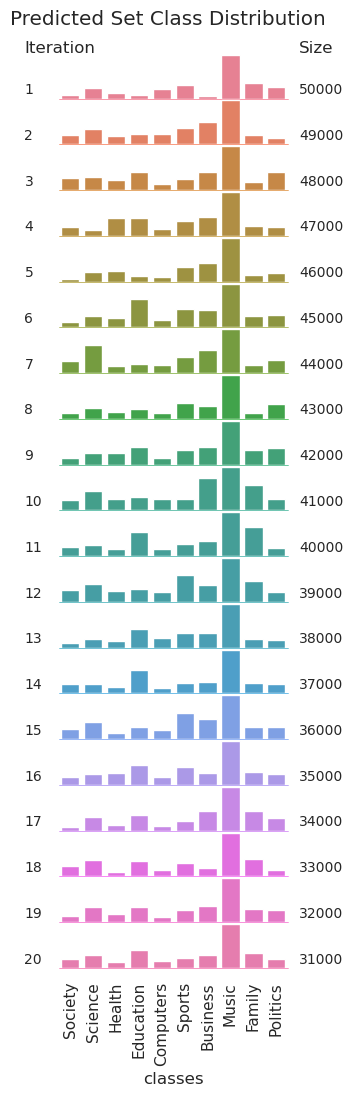 Predicted Set Class Distribution
Iteration Size
1 50000
2 49000
3 48000
4 47000
5 46000
6 45000
7 44000
8 43000
9 42000
10 41000
11 40000
12 39000
13 38000
14 37000
15 36000
16 35000
17 34000
18 33000
19 32000
20 31000
Society
Science
Health
Education
Computers
Sports
Business
Music
Family
Politics
classes